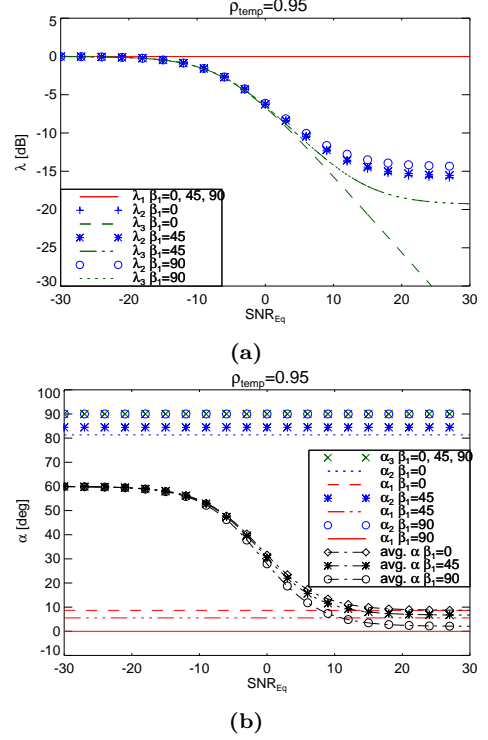 ρtemp=0.95
5
0
-5
-10
-15
-20
-25
-30
λ [dB]
λ1 β1=0, 45, 90
λ2 β1=0
λ3 β1=0
λ2 β1=45
λ3 β1=45
λ2 β1=90
λ3 β1=90
-30 -20 -10 0 10 20 30
SNREq
(a)
ρtemp=0.95
100
90
80
70
60
50
40
30
20
10
0
-10
α [deg]
α3 β1=0, 45, 90
α2 β1=0
α1 β1=0
α2 β1=45
α1 β1=45
α2 β1=90
α1 β1=90
avg. α β1=0
avg. α β1=45
avg. α β1=90
-30 -20 -10 0 10 20 30
SNREq
(b)